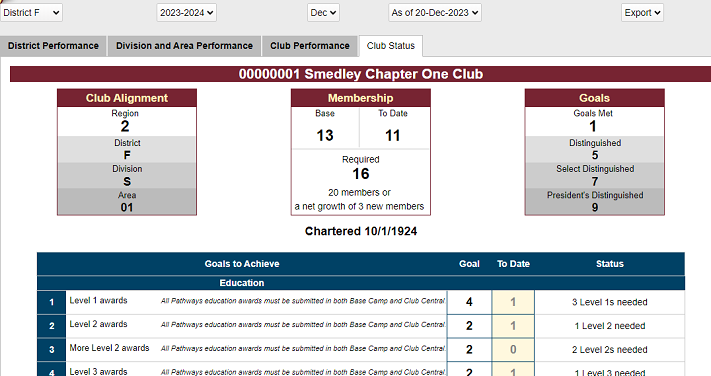 District F 2023-2024 Dec As of 20-Dec-2023 Export
District Performance Division and Area Performance Club Performance Club Status
00000001 Smedley Chapter One Club
Club Alignment
Region
2
District
F
Division
S
Area
01
Membership
Base To Date
13 11
Required
16
20 members or
a net growth of 3 new members
Goals
Goals Met
1
Distinguished
5
Select Distinguished
7
President's Distinguished
9
Chartered 10/1/1924
Goals to Achieve Goal To Date Status
Education
1 Level 1 awards All Pathways education awards must be submitted in both Base Camp and Club Central. 4 1 3 Level 1s needed
2 Level 2 awards All Pathways education awards must be submitted in both Base Camp and Club Central. 2 1 1 Level 2 needed
3 More Level 2 awards All Pathways education awards must be submitted in both Base Camp and Club Central. 2 0 2 Level 2s needed
4 Level 3 awards All Pathways education awards must be submitted in both Base Camp and Club Central. 2 1 1 Level 3 needed